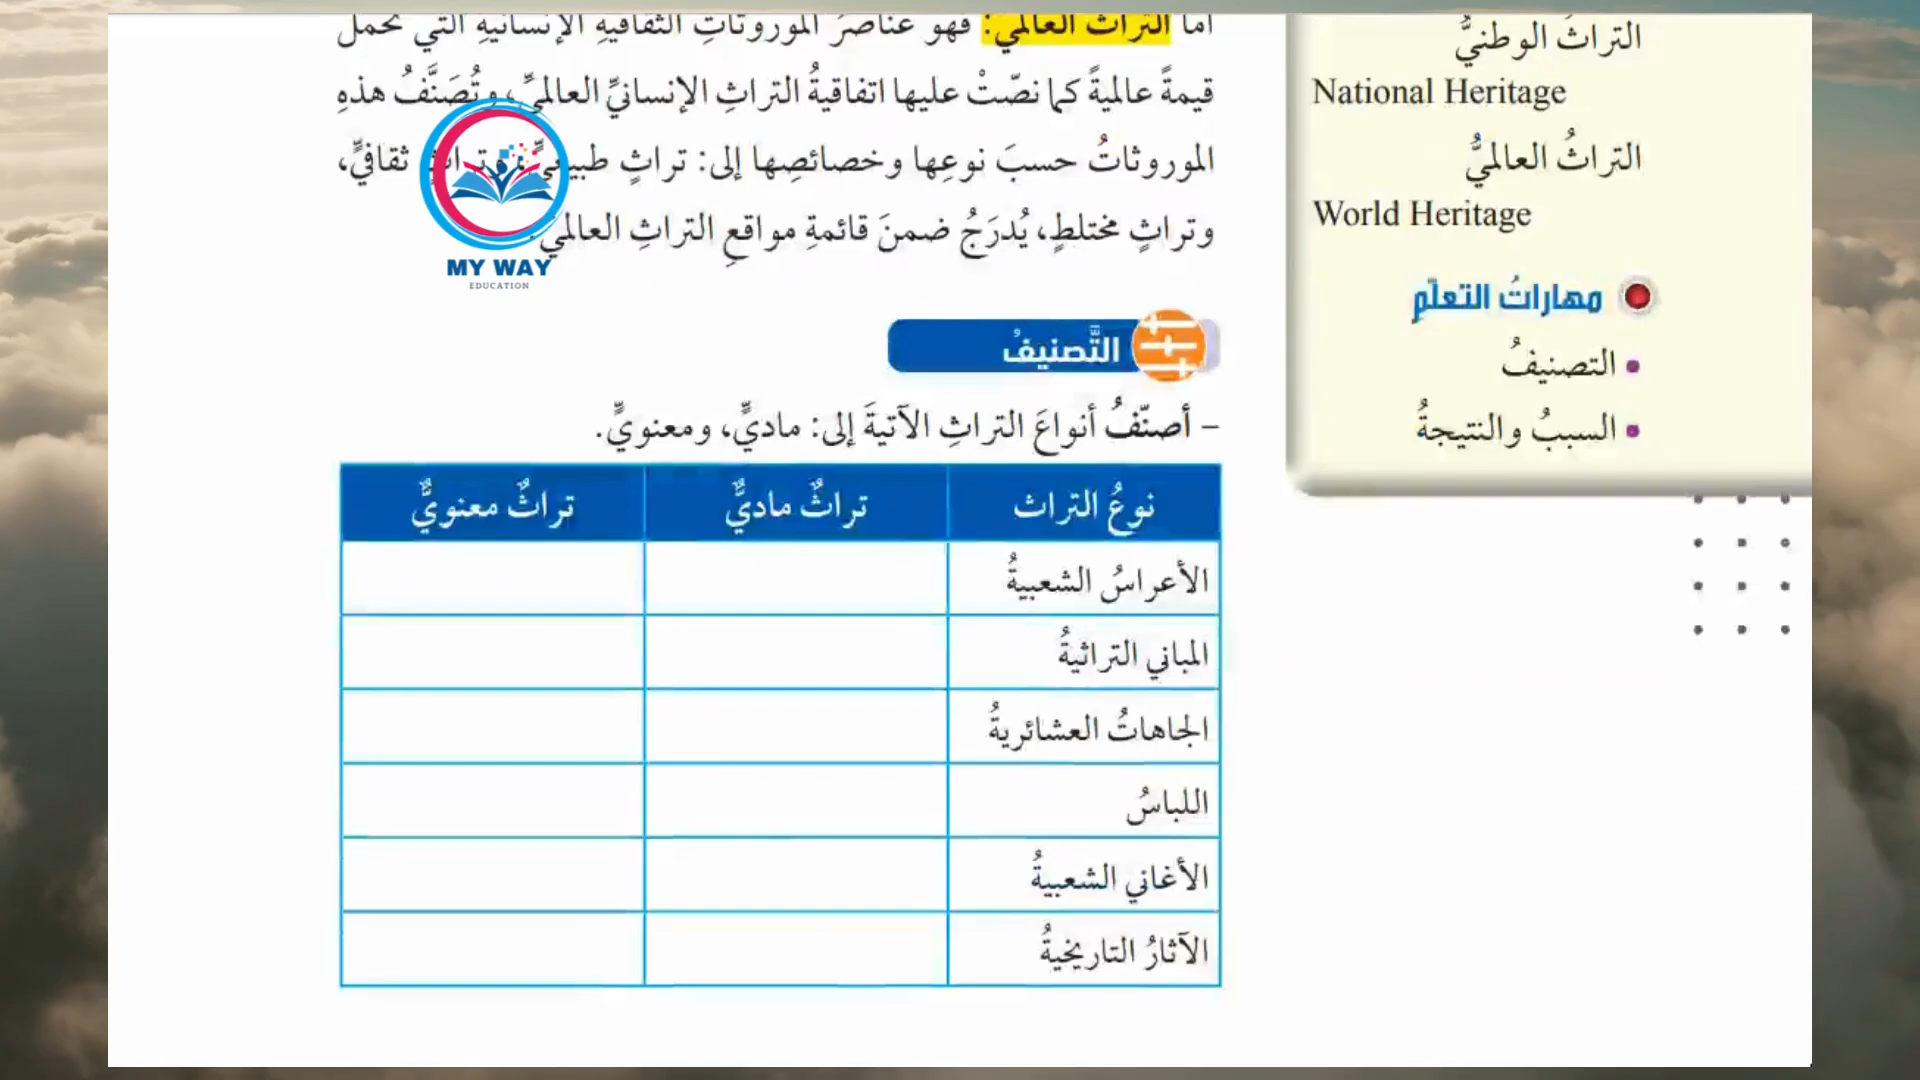 أما التراثُ العالميُّ: فهو عناصرُ الموروثاتِ الثقافيةِ الإنسانيةِ التي تحملُ
قيمةً عالميةً كما نصّتْ عليها اتفاقيةُ التراثِ الإنسانيِّ العالميِّ، وتُصَنَّفُ هذهِ
الموروثاتُ حسبَ نوعِها وخصائصِها إلى: تراثٍ طبيعيٍّ، وتراثٍ ثقافيٍّ،
وتراثٍ مختلطٍ، يُدرَجُ ضمنَ قائمةِ مواقعِ التراثِ العالميِّ.
MY WAY
EDUCATION
التراثُ الوطنيُّ
National Heritage
التراثُ العالميُّ
World Heritage
مهاراتُ التعلّمِ
• التصنيفُ
• السببُ والنتيجةُ
التَّصنيفُ
– أصنّفُ أنواعَ التراثِ الآتيةَ إلى: ماديٍّ، ومعنويٍّ.
نوعُ التراث تراثٌ ماديٌّ تراثٌ معنويٌّ
الأعراسُ الشعبيةُ
المباني التراثيةُ
الجاهاتُ العشائريةُ
اللباسُ
الأغاني الشعبيةُ
الآثارُ التاريخيةُ